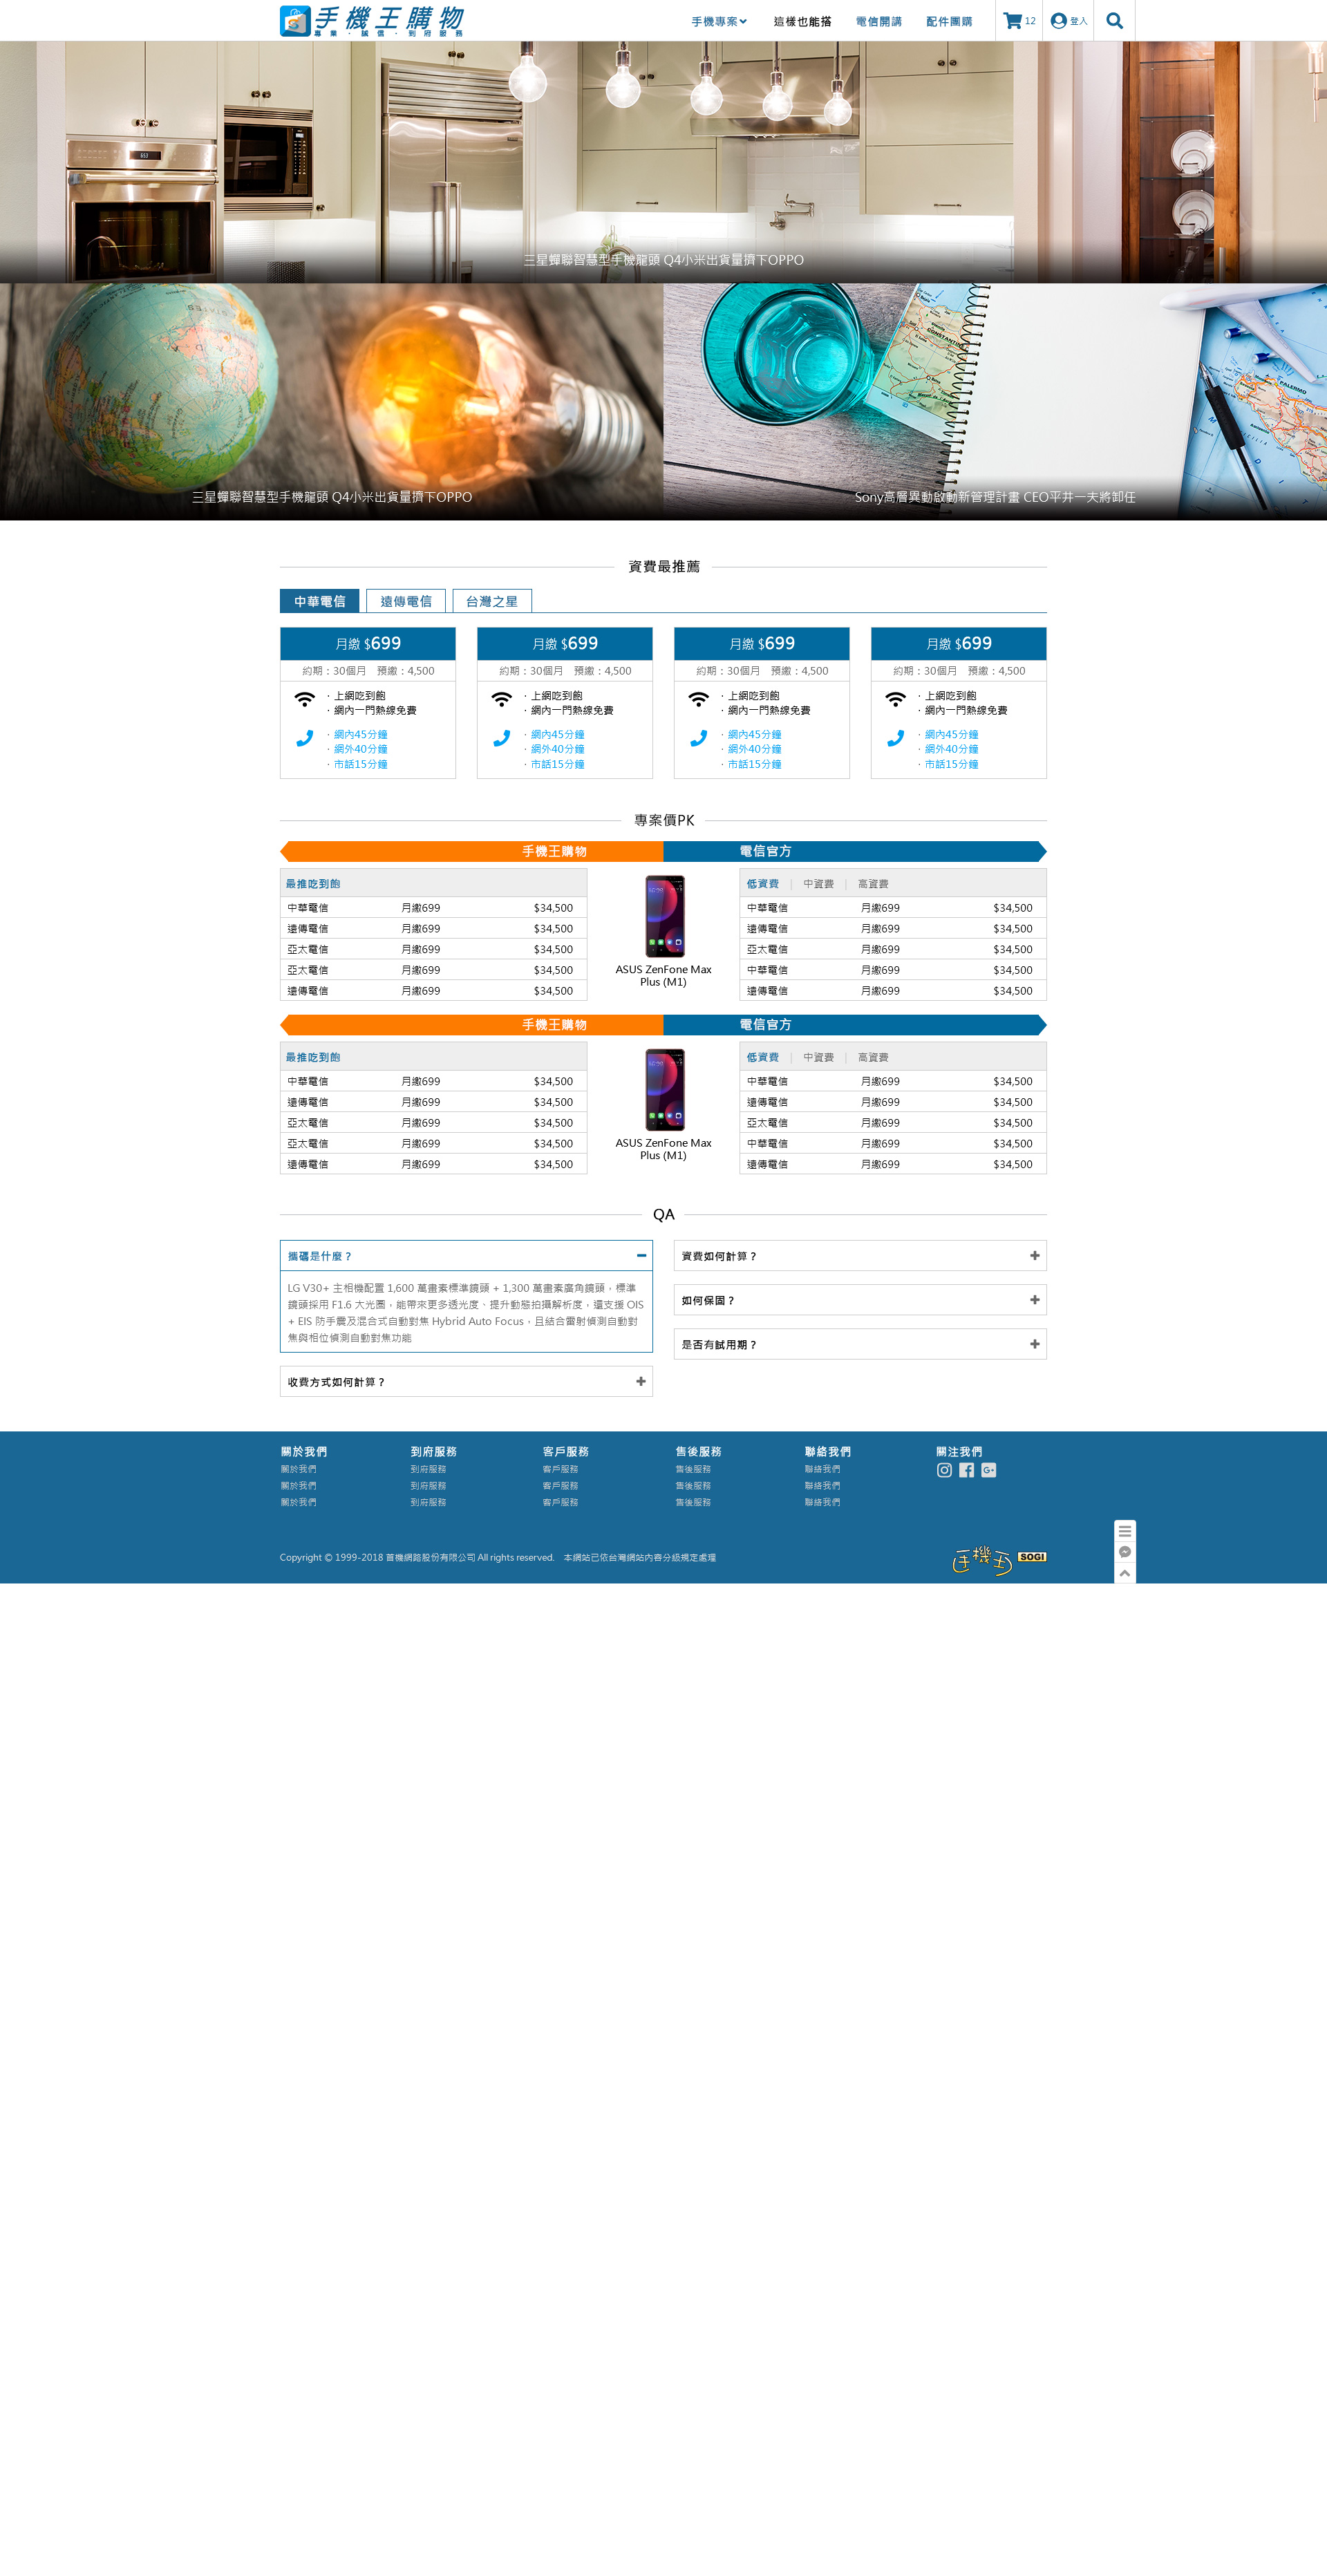 手機王購物
專業．誠信．到府服務
手機專案 這樣也能搭 電信開講 配件團購 12 登入
三星蟬聯智慧型手機龍頭 Q4小米出貨量擠下OPPO
三星蟬聯智慧型手機龍頭 Q4小米出貨量擠下OPPO
Sony高層異動啟動新管理計畫 CEO平井一夫將卸任
資費最推薦
中華電信 遠傳電信 台灣之星
月繳 $699 月繳 $699 月繳 $699 月繳 $699
約期：30個月 預繳：4,500 約期：30個月 預繳：4,500 約期：30個月 預繳：4,500 約期：30個月 預繳：4,500
．上網吃到飽 ．上網吃到飽 ．上網吃到飽 ．上網吃到飽
．網內一門熱線免費 ．網內一門熱線免費 ．網內一門熱線免費 ．網內一門熱線免費
．網內45分鐘 ．網內45分鐘 ．網內45分鐘 ．網內45分鐘
．網外40分鐘 ．網外40分鐘 ．網外40分鐘 ．網外40分鐘
．市話15分鐘 ．市話15分鐘 ．市話15分鐘 ．市話15分鐘
專案價PK
手機王購物 電信官方
最推吃到飽
中華電信 月繳699 $34,500
遠傳電信 月繳699 $34,500
亞太電信 月繳699 $34,500
亞太電信 月繳699 $34,500
遠傳電信 月繳699 $34,500
ASUS ZenFone Max
Plus (M1)
低資費 | 中資費 | 高資費
中華電信 月繳699 $34,500
遠傳電信 月繳699 $34,500
亞太電信 月繳699 $34,500
中華電信 月繳699 $34,500
遠傳電信 月繳699 $34,500
手機王購物 電信官方
最推吃到飽
中華電信 月繳699 $34,500
遠傳電信 月繳699 $34,500
亞太電信 月繳699 $34,500
亞太電信 月繳699 $34,500
遠傳電信 月繳699 $34,500
ASUS ZenFone Max
Plus (M1)
低資費 | 中資費 | 高資費
中華電信 月繳699 $34,500
遠傳電信 月繳699 $34,500
亞太電信 月繳699 $34,500
中華電信 月繳699 $34,500
遠傳電信 月繳699 $34,500
QA
攜碼是什麼？
LG V30+ 主相機配置 1,600 萬畫素標準鏡頭 + 1,300 萬畫素廣角鏡頭，標準
鏡頭採用 F1.6 大光圈，能帶來更多透光度、提升動態拍攝解析度，還支援 OIS
+ EIS 防手震及混合式自動對焦 Hybrid Auto Focus，且結合雷射偵測自動對
焦與相位偵測自動對焦功能
收費方式如何計算？
資費如何計算？
如何保固？
是否有試用期？
關於我們 到府服務 客戶服務 售後服務 聯絡我們 關注我們
關於我們 到府服務 客戶服務 售後服務 聯絡我們
關於我們 到府服務 客戶服務 售後服務 聯絡我們
關於我們 到府服務 客戶服務 售後服務 聯絡我們
Copyright © 1999-2018 首機網路股份有限公司 All rights reserved. 本網站已依台灣網站內容分級規定處理
手機王 SOGI